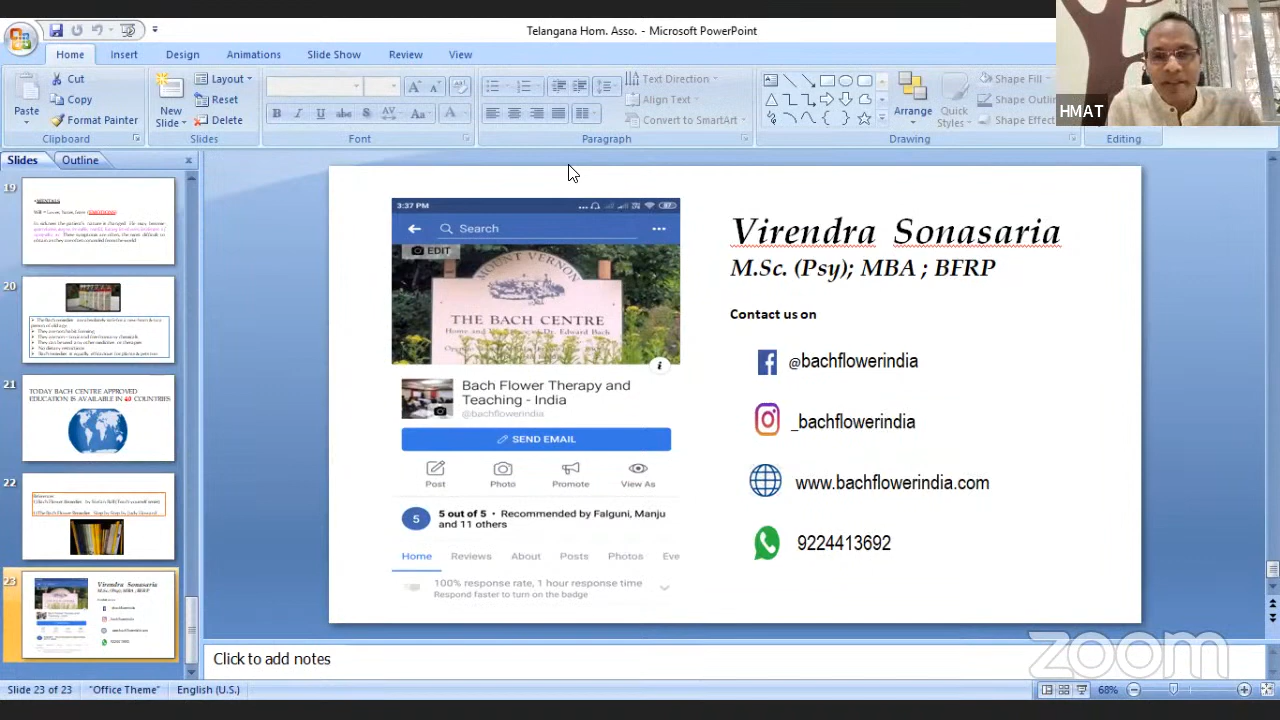 Telangana Hom. Asso. - Microsoft PowerPoint
Home Insert Design Animations Slide Show Review View
HMAT
Cut
Copy
Format Painter
Paste
Clipboard
New Slide
Layout
Reset
Delete
Slides
Font
Text Direction
Align Text
Convert to SmartArt
Paragraph
Arrange
Quick Styles
Shape Fill
Shape Outli
Shape Effec
Drawing
Editing
Slides Outline
19
20
21
TODAY BACH CENTRE APPROVED
EDUCATION IS AVAILABLE IN 40 COUNTRIES
22
23
3:37 PM
Search
EDIT
MOUNT VERNON
THE BACH CENTRE
Bach Flower Therapy and
Teaching - India
@bachflowerindia
SEND EMAIL
Post Photo Promote View As
5
5 out of 5 • Recommended by Falguni, Manju
and 11 others
Home Reviews About Posts Photos Eve
100% response rate, 1 hour response time
Respond faster to turn on the badge
Virendra Sonasaria
M.Sc. (Psy); MBA ; BFRP
Contact us on
@bachflowerindia
_bachflowerindia
www.bachflowerindia.com
9224413692
Click to add notes
zoom
Slide 23 of 23 "Office Theme" English (U.S.) 68%